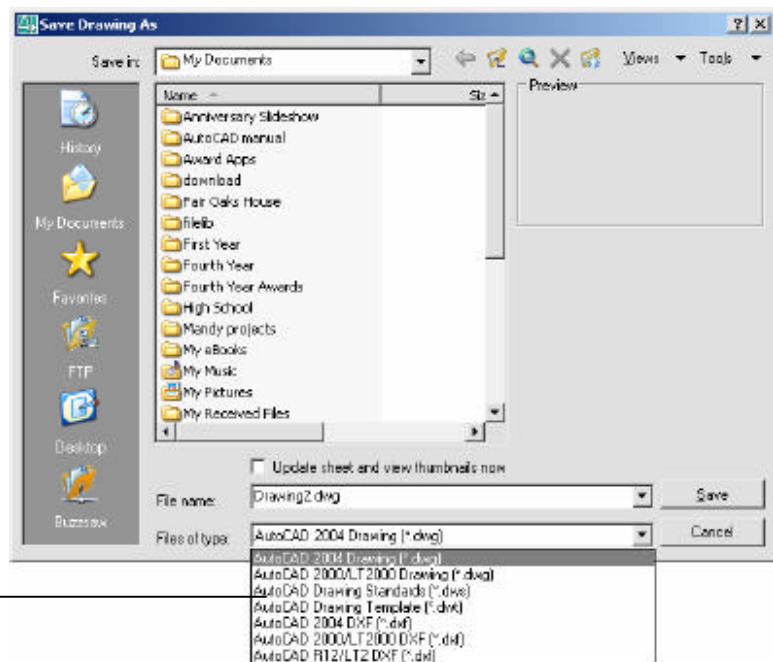 Save Drawing As
Save in:
My Documents
Views
Tools
Name
Siz
Preview
History
My Documents
Favorites
FTP
Desktop
Buzzsaw
Anniversary Slideshow
AutoCAD manual
Award Apps
download
Fair Oaks House
filelib
First Year
Fourth Year
Fourth Year Awards
High School
Mandy projects
My eBooks
My Music
My Pictures
My Received Files
Update sheet and view thumbnails now
File name:
Drawing2.dwg
Save
Files of type:
AutoCAD 2004 Drawing (*.dwg)
Cancel
AutoCAD 2004 Drawing (*.dwg)
AutoCAD 2000/LT2000 Drawing (*.dwg)
AutoCAD Drawing Standards (*.dws)
AutoCAD Drawing Template (*.dwt)
AutoCAD 2004 DXF (*.dxf)
AutoCAD 2000/LT2000 DXF (*.dxf)
AutoCAD R12/LT2 DXF (*.dxf)